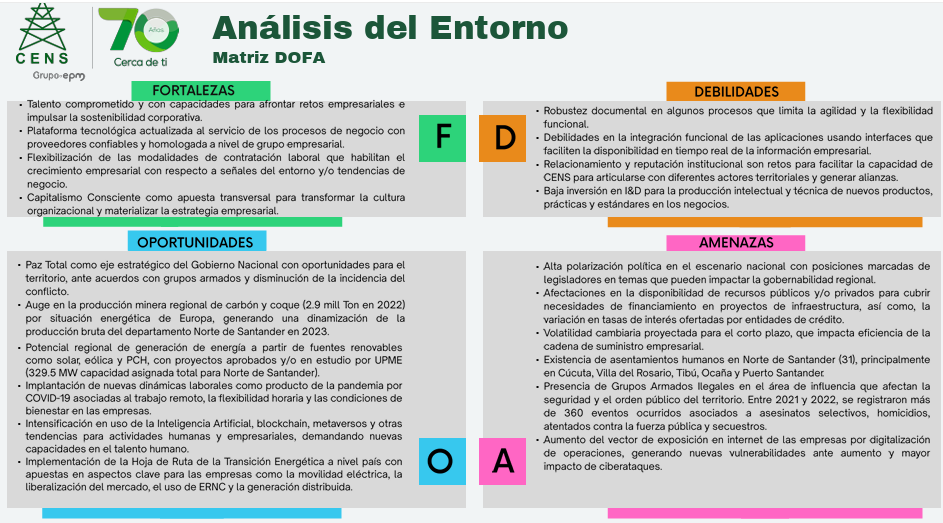 CENS
Grupo·epm
70
Años
Cerca de ti
Análisis del Entorno
Matriz DOFA
FORTALEZAS
• Talento comprometido y con capacidades para afrontar retos empresariales e
impulsar la sostenibilidad corporativa.
• Plataforma tecnológica actualizada al servicio de los procesos de negocio con
proveedores confiables y homologada a nivel de grupo empresarial.
• Flexibilización de las modalidades de contratación laboral que habilitan el
crecimiento empresarial con respecto a señales del entorno y/o tendencias de
negocio.
• Capitalismo Consciente como apuesta transversal para transformar la cultura
organizacional y materializar la estrategia empresarial.
F
DEBILIDADES
D
• Robustez documental en algunos procesos que limita la agilidad y la flexibilidad
funcional.
• Debilidades en la integración funcional de las aplicaciones usando interfaces que
faciliten la disponibilidad en tiempo real de la información empresarial.
• Relacionamiento y reputación institucional son retos para facilitar la capacidad de
CENS para articularse con diferentes actores territoriales y generar alianzas.
• Baja inversión en I&D para la producción intelectual y técnica de nuevos productos,
prácticas y estándares en los negocios.
OPORTUNIDADES
• Paz Total como eje estratégico del Gobierno Nacional con oportunidades para el
territorio, ante acuerdos con grupos armados y disminución de la incidencia del
conflicto.
• Auge en la producción minera regional de carbón y coque (2.9 mill Ton en 2022)
por situación energética de Europa, generando una dinamización de la
producción bruta del departamento Norte de Santander en 2023.
• Potencial regional de generación de energía a partir de fuentes renovables
como solar, eólica y PCH, con proyectos aprobados y/o en estudio por UPME
(329.5 MW capacidad asignada total para Norte de Santander).
• Implantación de nuevas dinámicas laborales como producto de la pandemia por
COVID-19 asociadas al trabajo remoto, la flexibilidad horaria y las condiciones de
bienestar en las empresas.
• Intensificación en uso de la Inteligencia Artificial, blockchain, metaversos y otras
tendencias para actividades humanas y empresariales, demandando nuevas
capacidades en el talento humano.
• Implementación de la Hoja de Ruta de la Transición Energética a nivel país con
apuestas en aspectos clave para las empresas como la movilidad eléctrica, la
liberalización del mercado, el uso de ERNC y la generación distribuida.
O
AMENAZAS
A
• Alta polarización política en el escenario nacional con posiciones marcadas de
legisladores en temas que pueden impactar la gobernabilidad regional.
• Afectaciones en la disponibilidad de recursos públicos y/o privados para cubrir
necesidades de financiamiento en proyectos de infraestructura, así como, la
variación en tasas de interés ofertadas por entidades de crédito.
• Volatilidad cambiaria proyectada para el corto plazo, que impacta eficiencia de la
cadena de suministro empresarial.
• Existencia de asentamientos humanos en Norte de Santander (31), principalmente
en Cúcuta, Villa del Rosario, Tibú, Ocaña y Puerto Santander.
• Presencia de Grupos Armados Ilegales en el área de influencia que afectan la
seguridad y el orden público del territorio. Entre 2021 y 2022, se registraron más
de 360 eventos ocurridos asociados a asesinatos selectivos, homicidios,
atentados contra la fuerza pública y secuestros.
• Aumento del vector de exposición en internet de las empresas por digitalización
de operaciones, generando nuevas vulnerabilidades ante aumento y mayor
impacto de ciberataques.